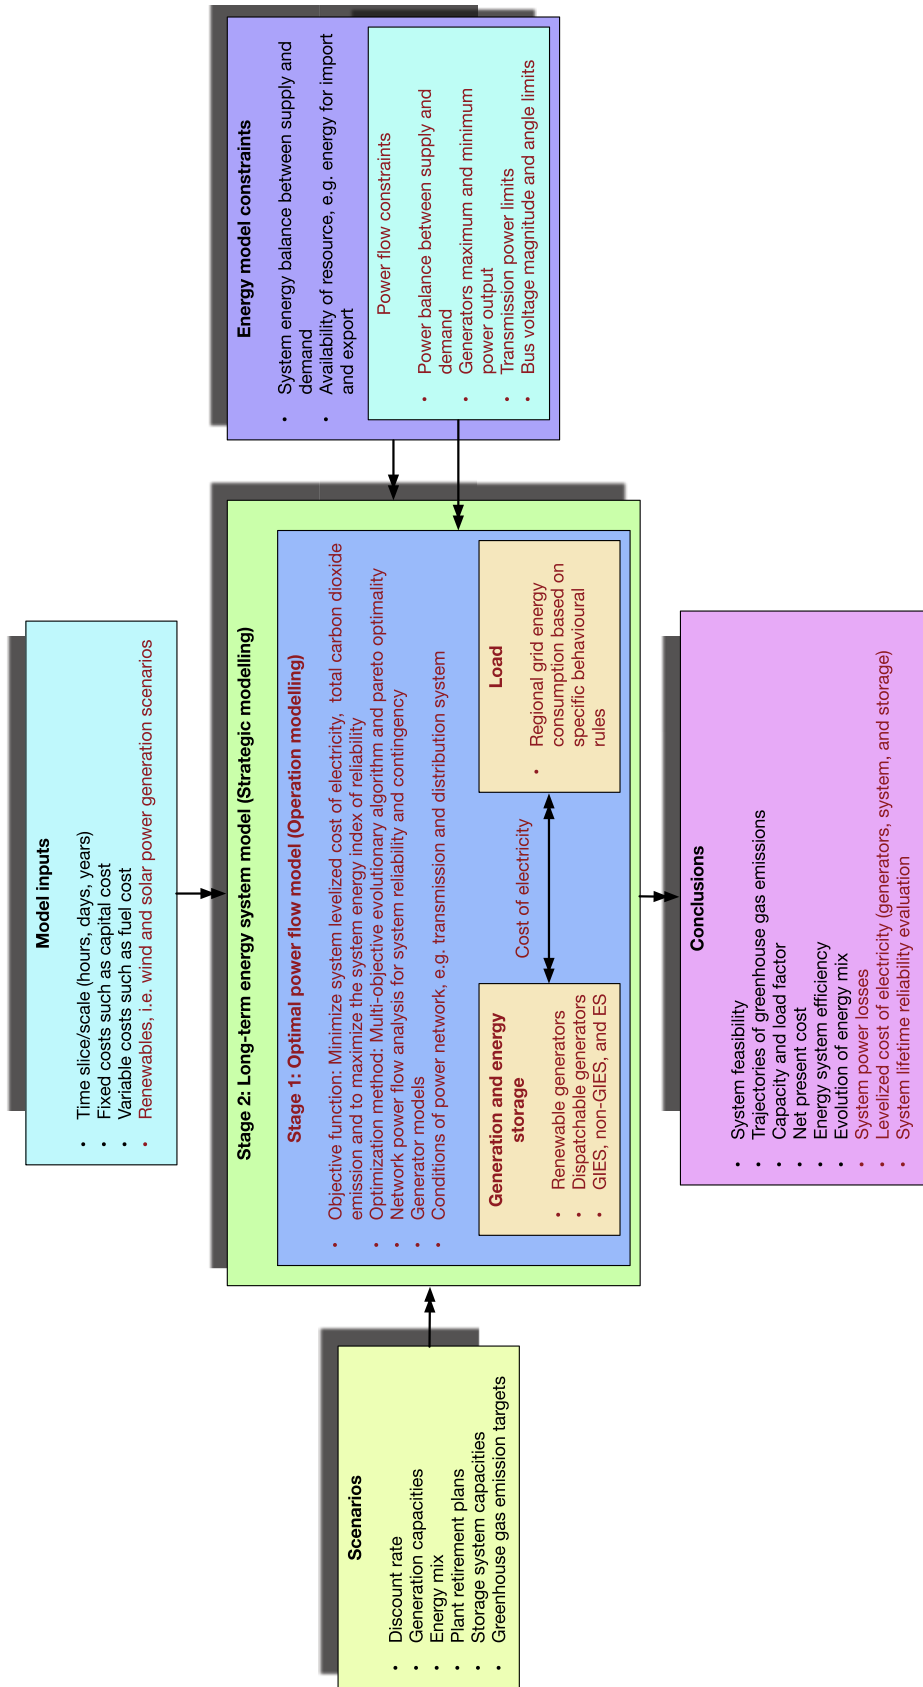 Model inputs
• Time slice/scale (hours, days, years)
• Fixed costs such as capital cost
• Variable costs such as fuel cost
• Renewables, i.e. wind and solar power generation scenarios
Scenarios
• Discount rate
• Generation capacities
• Energy mix
• Plant retirement plans
• Storage system capacities
• Greenhouse gas emission targets
Stage 2: Long-term energy system model (Strategic modelling)
Stage 1: Optimal power flow model (Operation modelling)
• Objective function: Minimize system levelized cost of electricity, total carbon dioxide
emission and to maximize the system energy index of reliability
• Optimization method: Multi-objective evolutionary algorithm and pareto optimality
• Network power flow analysis for system reliability and contingency
• Generator models
• Conditions of power network, e.g. transmission and distribution system
Generation and energy
storage
• Renewable generators
• Dispatchable generators
• GIES, non-GIES, and ES
Cost of electricity
Load
• Regional grid energy
consumption based on
specific behavioural
rules
Energy model constraints
• System energy balance between supply and
demand
• Availability of resource, e.g. energy for import
and export
Power flow constraints
• Power balance between supply and
demand
• Generators maximum and minimum
power output
• Transmission power limits
• Bus voltage magnitude and angle limits
Conclusions
• System feasibility
• Trajectories of greenhouse gas emissions
• Capacity and load factor
• Net present cost
• Energy system efficiency
• Evolution of energy mix
• System power losses
• Levelized cost of electricity (generators, system, and storage)
• System lifetime reliability evaluation